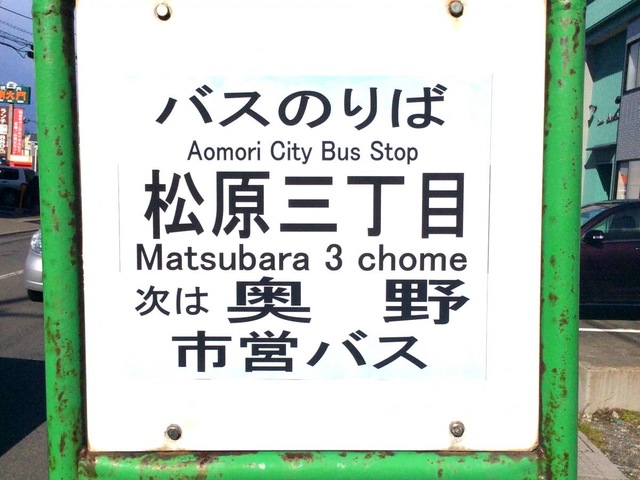 バスのりば
Aomori City Bus Stop
松原三丁目
Matsubara 3 chome
次は 奥 野
市営バス